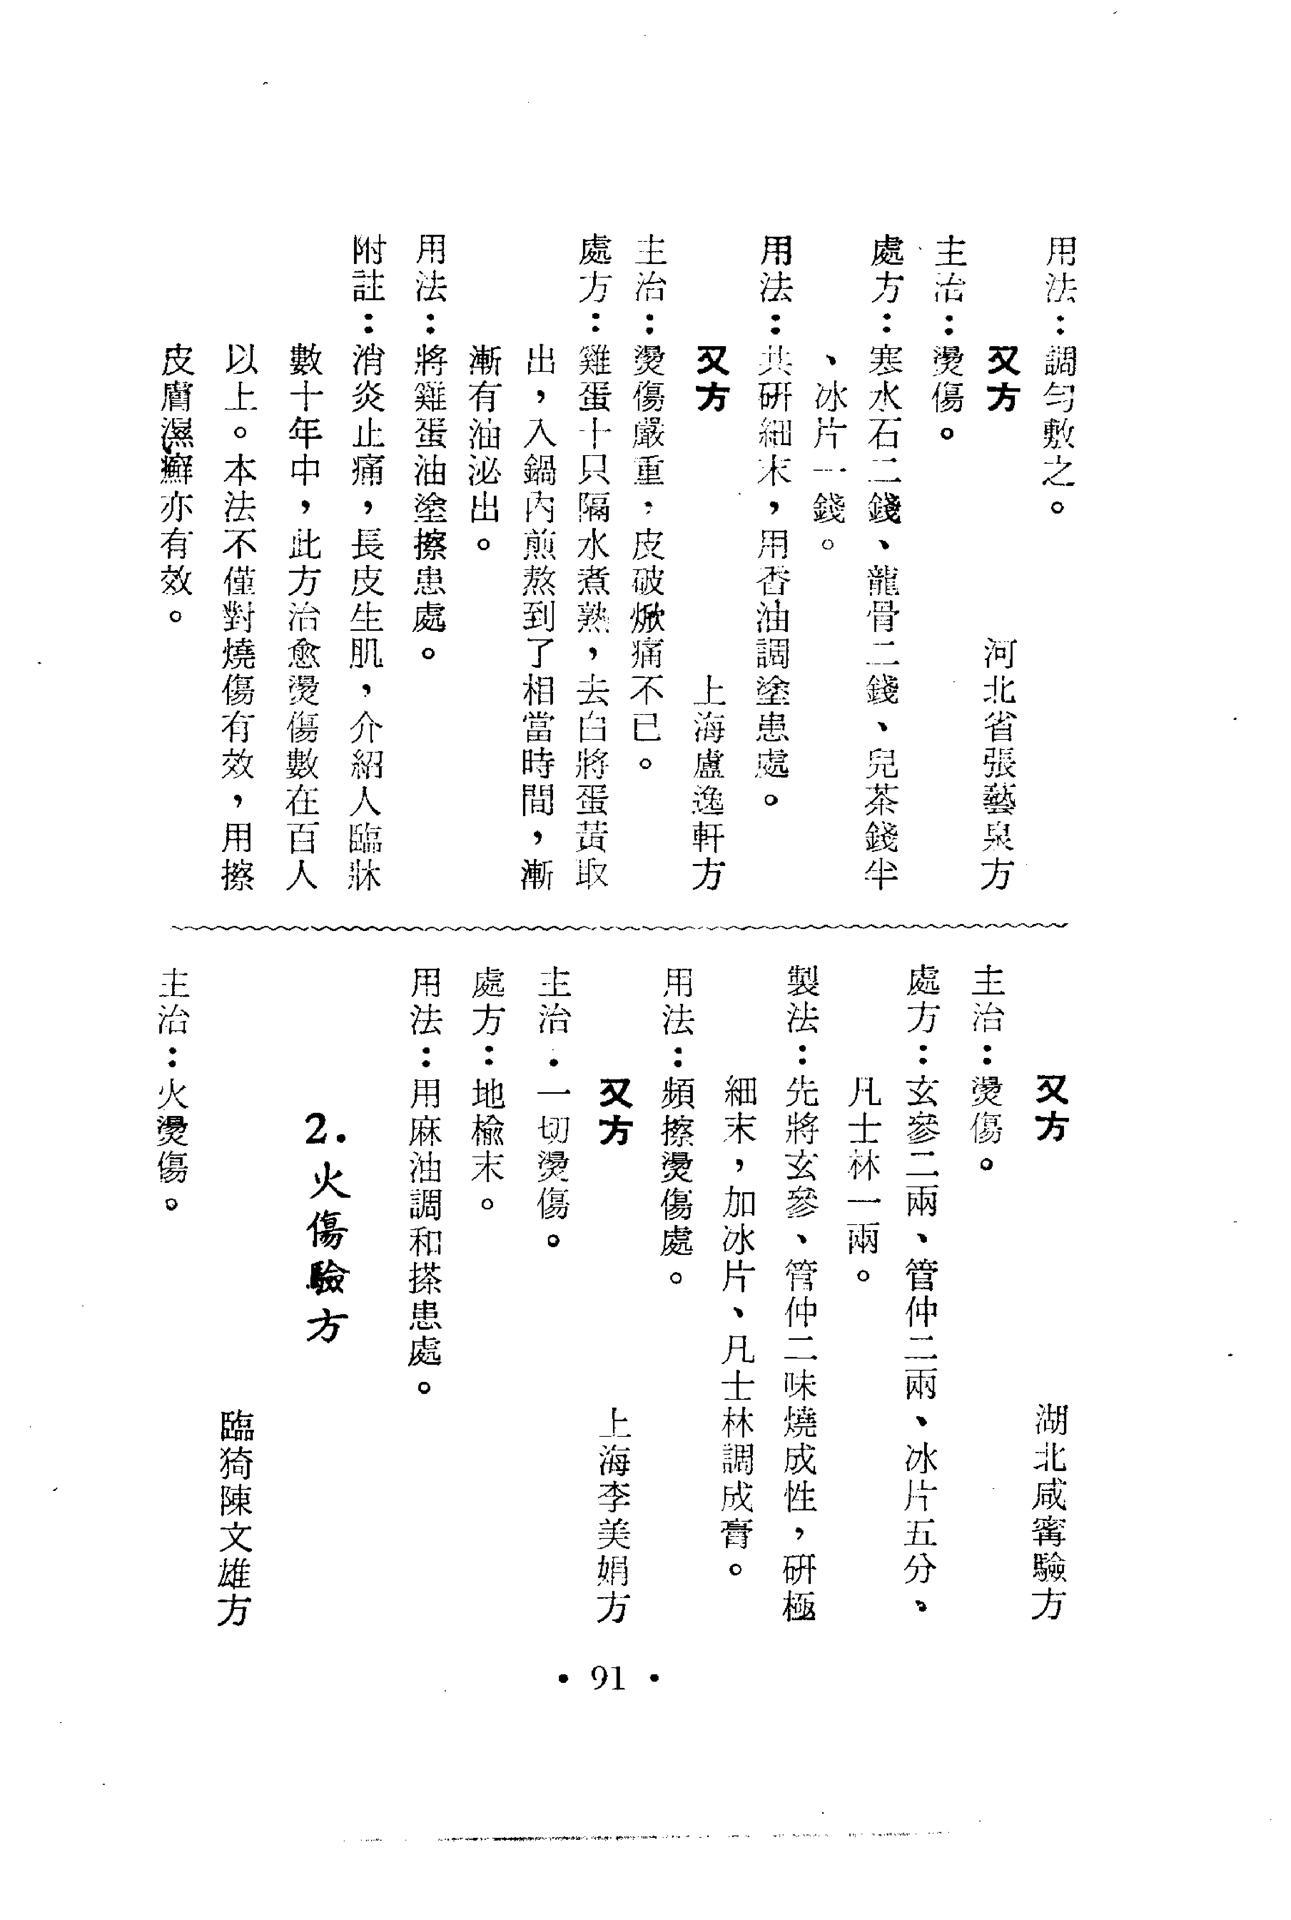 用法：調勻敷之。
又方　河北省張藝泉方
主治：燙傷。
處方：寒水石二錢、龍骨二錢、兒茶錢半
、冰片一錢。
用法：共研細末，用香油調塗患處。
又方　上海盧逸軒方
主治：燙傷嚴重，皮破焮痛不已。
處方：雞蛋十只隔水煮熟，去白將蛋黃取
出，入鍋內煎熬到了相當時間，漸
漸有油泌出。
用法：將雞蛋油塗擦患處。
附註：消炎止痛，長皮生肌，介紹人臨牀
數十年中，此方治愈燙傷數在百人
以上。本法不僅對燒傷有效，用擦
皮膚濕癬亦有效。
又方　湖北咸甯驗方
主治：燙傷。
處方：玄參二兩、管仲二兩、冰片五分、
凡士林一兩。
製法：先將玄參、管仲二味燒成性，研極
細末，加冰片、凡士林調成膏。
用法：頻擦燙傷處。
又方　上海李美娟方
主治．一切燙傷。
處方：地榆末。
用法：用麻油調和搽患處。
2.火傷驗方
臨猗陳文雄方
主治：火燙傷。
• 91 •